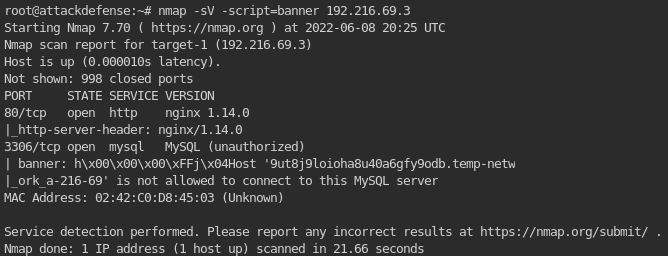 root@attackdefense:~# nmap -sV -script=banner 192.216.69.3
Starting Nmap 7.70 ( https://nmap.org ) at 2022-06-08 20:25 UTC
Nmap scan report for target-1 (192.216.69.3)
Host is up (0.000010s latency).
Not shown: 998 closed ports
PORT     STATE SERVICE VERSION
80/tcp   open  http    nginx 1.14.0
|_http-server-header: nginx/1.14.0
3306/tcp open  mysql   MySQL (unauthorized)
| banner: h\x00\x00\x00\xFFj\x04Host '9ut8j9loioha8u40a6gfy9odb.temp-netw
|_ork_a-216-69' is not allowed to connect to this MySQL server
MAC Address: 02:42:C0:D8:45:03 (Unknown)

Service detection performed. Please report any incorrect results at https://nmap.org/submit/ .
Nmap done: 1 IP address (1 host up) scanned in 21.66 seconds